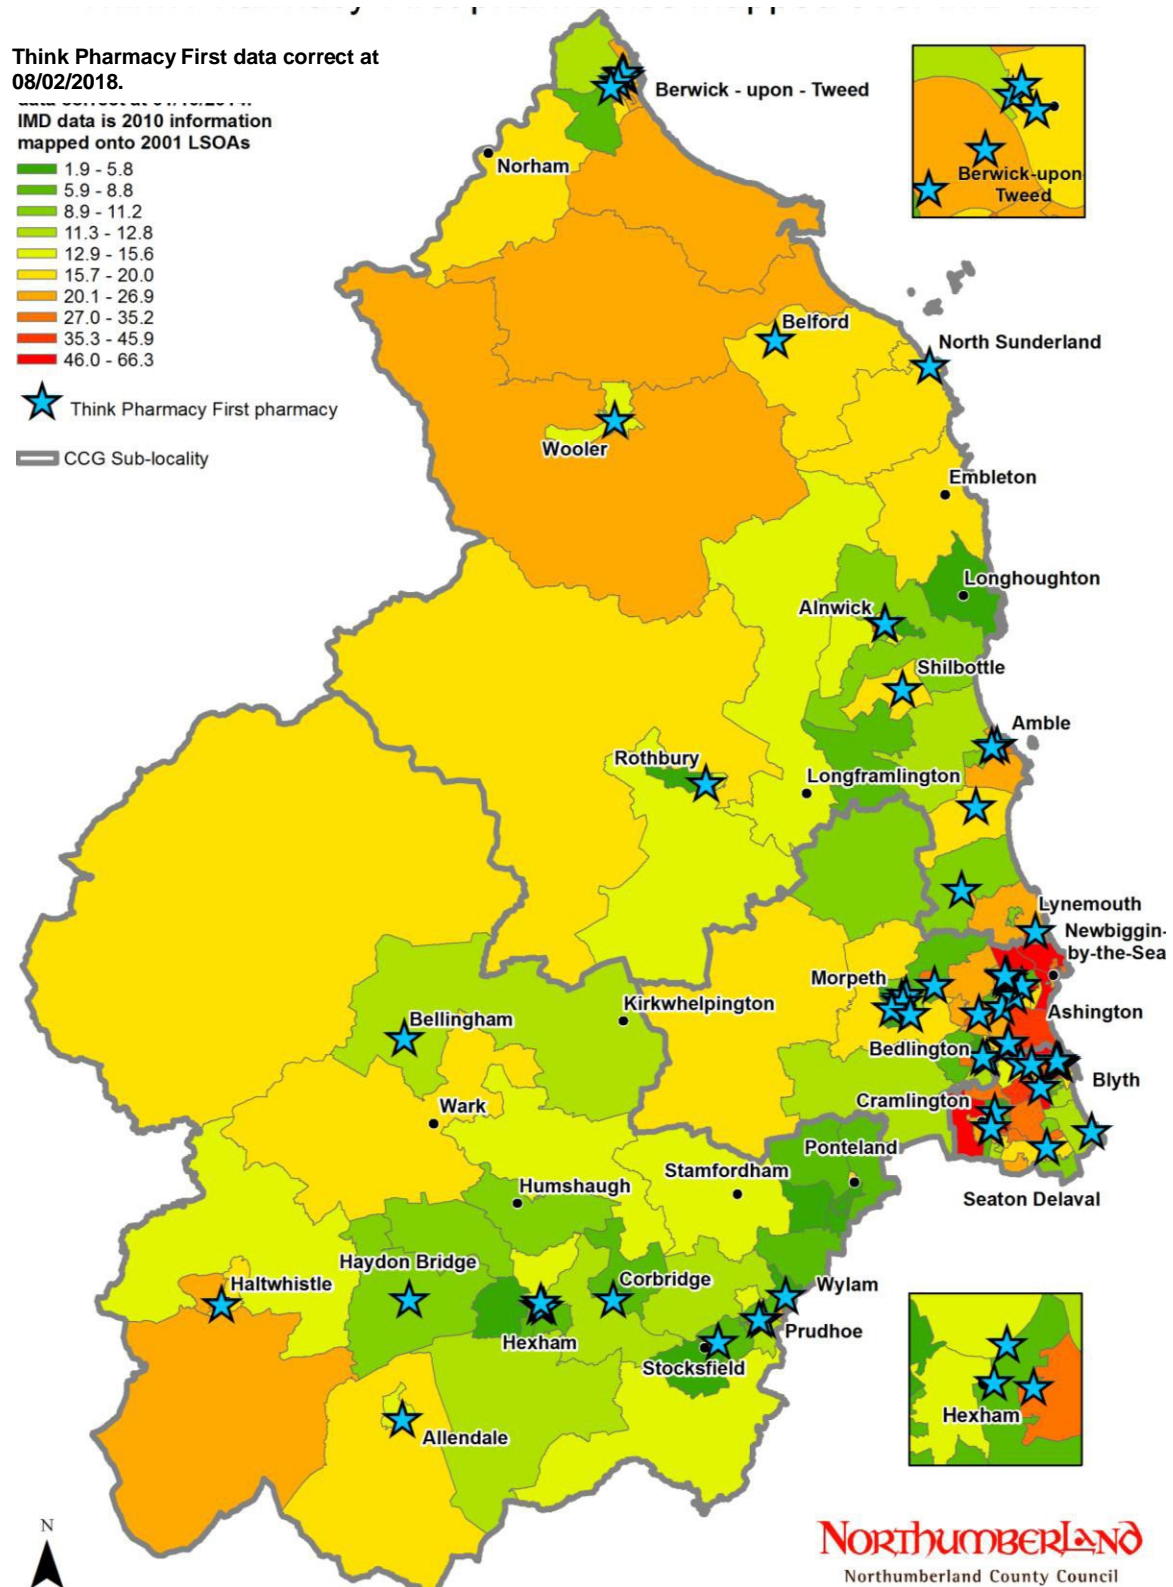 Think Pharmacy First data correct at
08/02/2018.
IMD data is 2010 information
mapped onto 2001 LSOAs
1.9 - 5.8
5.9 - 8.8
8.9 - 11.2
11.3 - 12.8
12.9 - 15.6
15.7 - 20.0
20.1 - 26.9
27.0 - 35.2
35.3 - 45.9
46.0 - 66.3
Think Pharmacy First pharmacy
CCG Sub-locality
Berwick - upon - Tweed
Berwick-upon
Tweed
Norham
Belford
North Sunderland
Wooler
Embleton
Longhoughton
Alnwick
Shilbottle
Amble
Rothbury
Longframlington
Lynemouth
Newbiggin-
by-the-Sea
Morpeth
Kirkwhelpington
Ashington
Bellingham
Bedlington
Blyth
Cramlington
Wark
Ponteland
Stamfordham
Humshaugh
Seaton Delaval
Haydon Bridge
Haltwhistle
Corbridge
Wylam
Hexham
Prudhoe
Stocksfield
Hexham
Allendale
N
NORTHUMBERLAND
Northumberland County Council